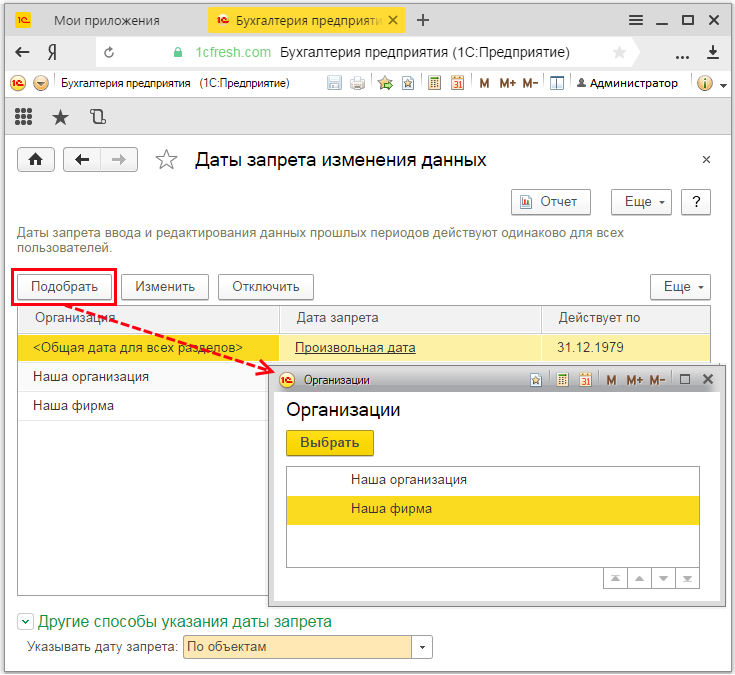 Мои приложения
Бухгалтерия предприяти
1cfresh.com Бухгалтерия предприятия (1С:Предприятие)
Бухгалтерия предприятия (1С:Предприятие)
M M+ M- Администратор
Даты запрета изменения данных
Отчет Еще ?
Даты запрета ввода и редактирования данных прошлых периодов действуют одинаково для всех
пользователей.
Подобрать Изменить Отключить Еще
Организация Дата запрета Действует по
<Общая дата для всех разделов> Произвольная дата 31.12.1979
Наша организация
Наша фирма
Организации M M+ M-
Организации
Выбрать
Наша организация
Наша фирма
Другие способы указания даты запрета
Указывать дату запрета: По объектам